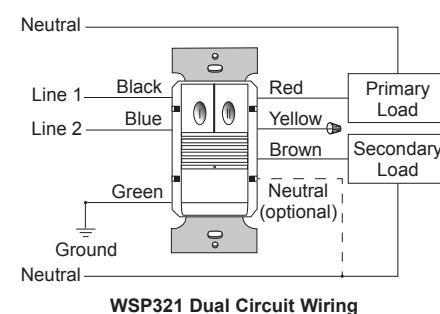 Neutral
Line 1
Black
Red
Primary
Load
Line 2
Blue
Yellow
Brown
Secondary
Load
Green
Neutral
(optional)
Ground
Neutral
WSP321 Dual Circuit Wiring